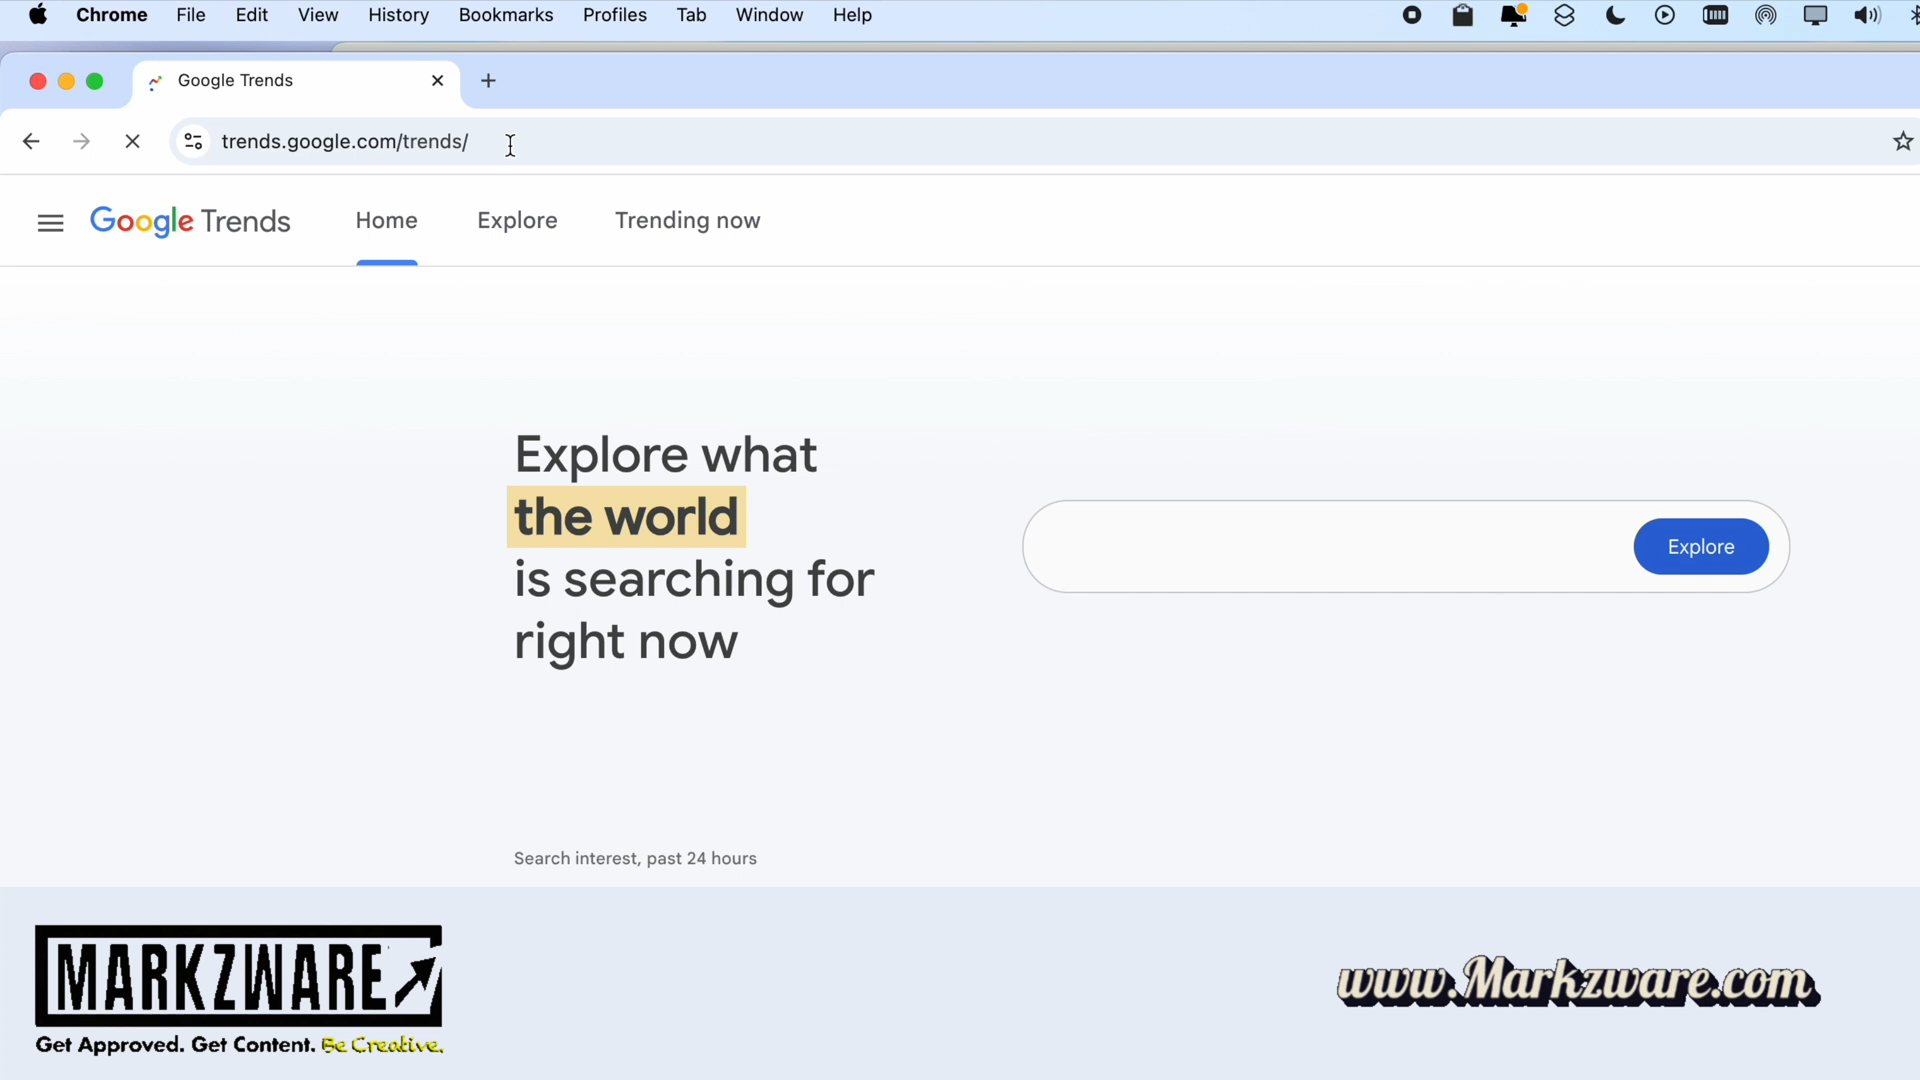 Chrome File Edit View History Bookmarks Profiles Tab Window Help
Google Trends
trends.google.com/trends/
Google Trends Home Explore Trending now
Explore what
the world
is searching for
right now
Explore
Search interest, past 24 hours
MARKZWARE
Get Approved. Get Content. Be Creative.
www.Markzware.com